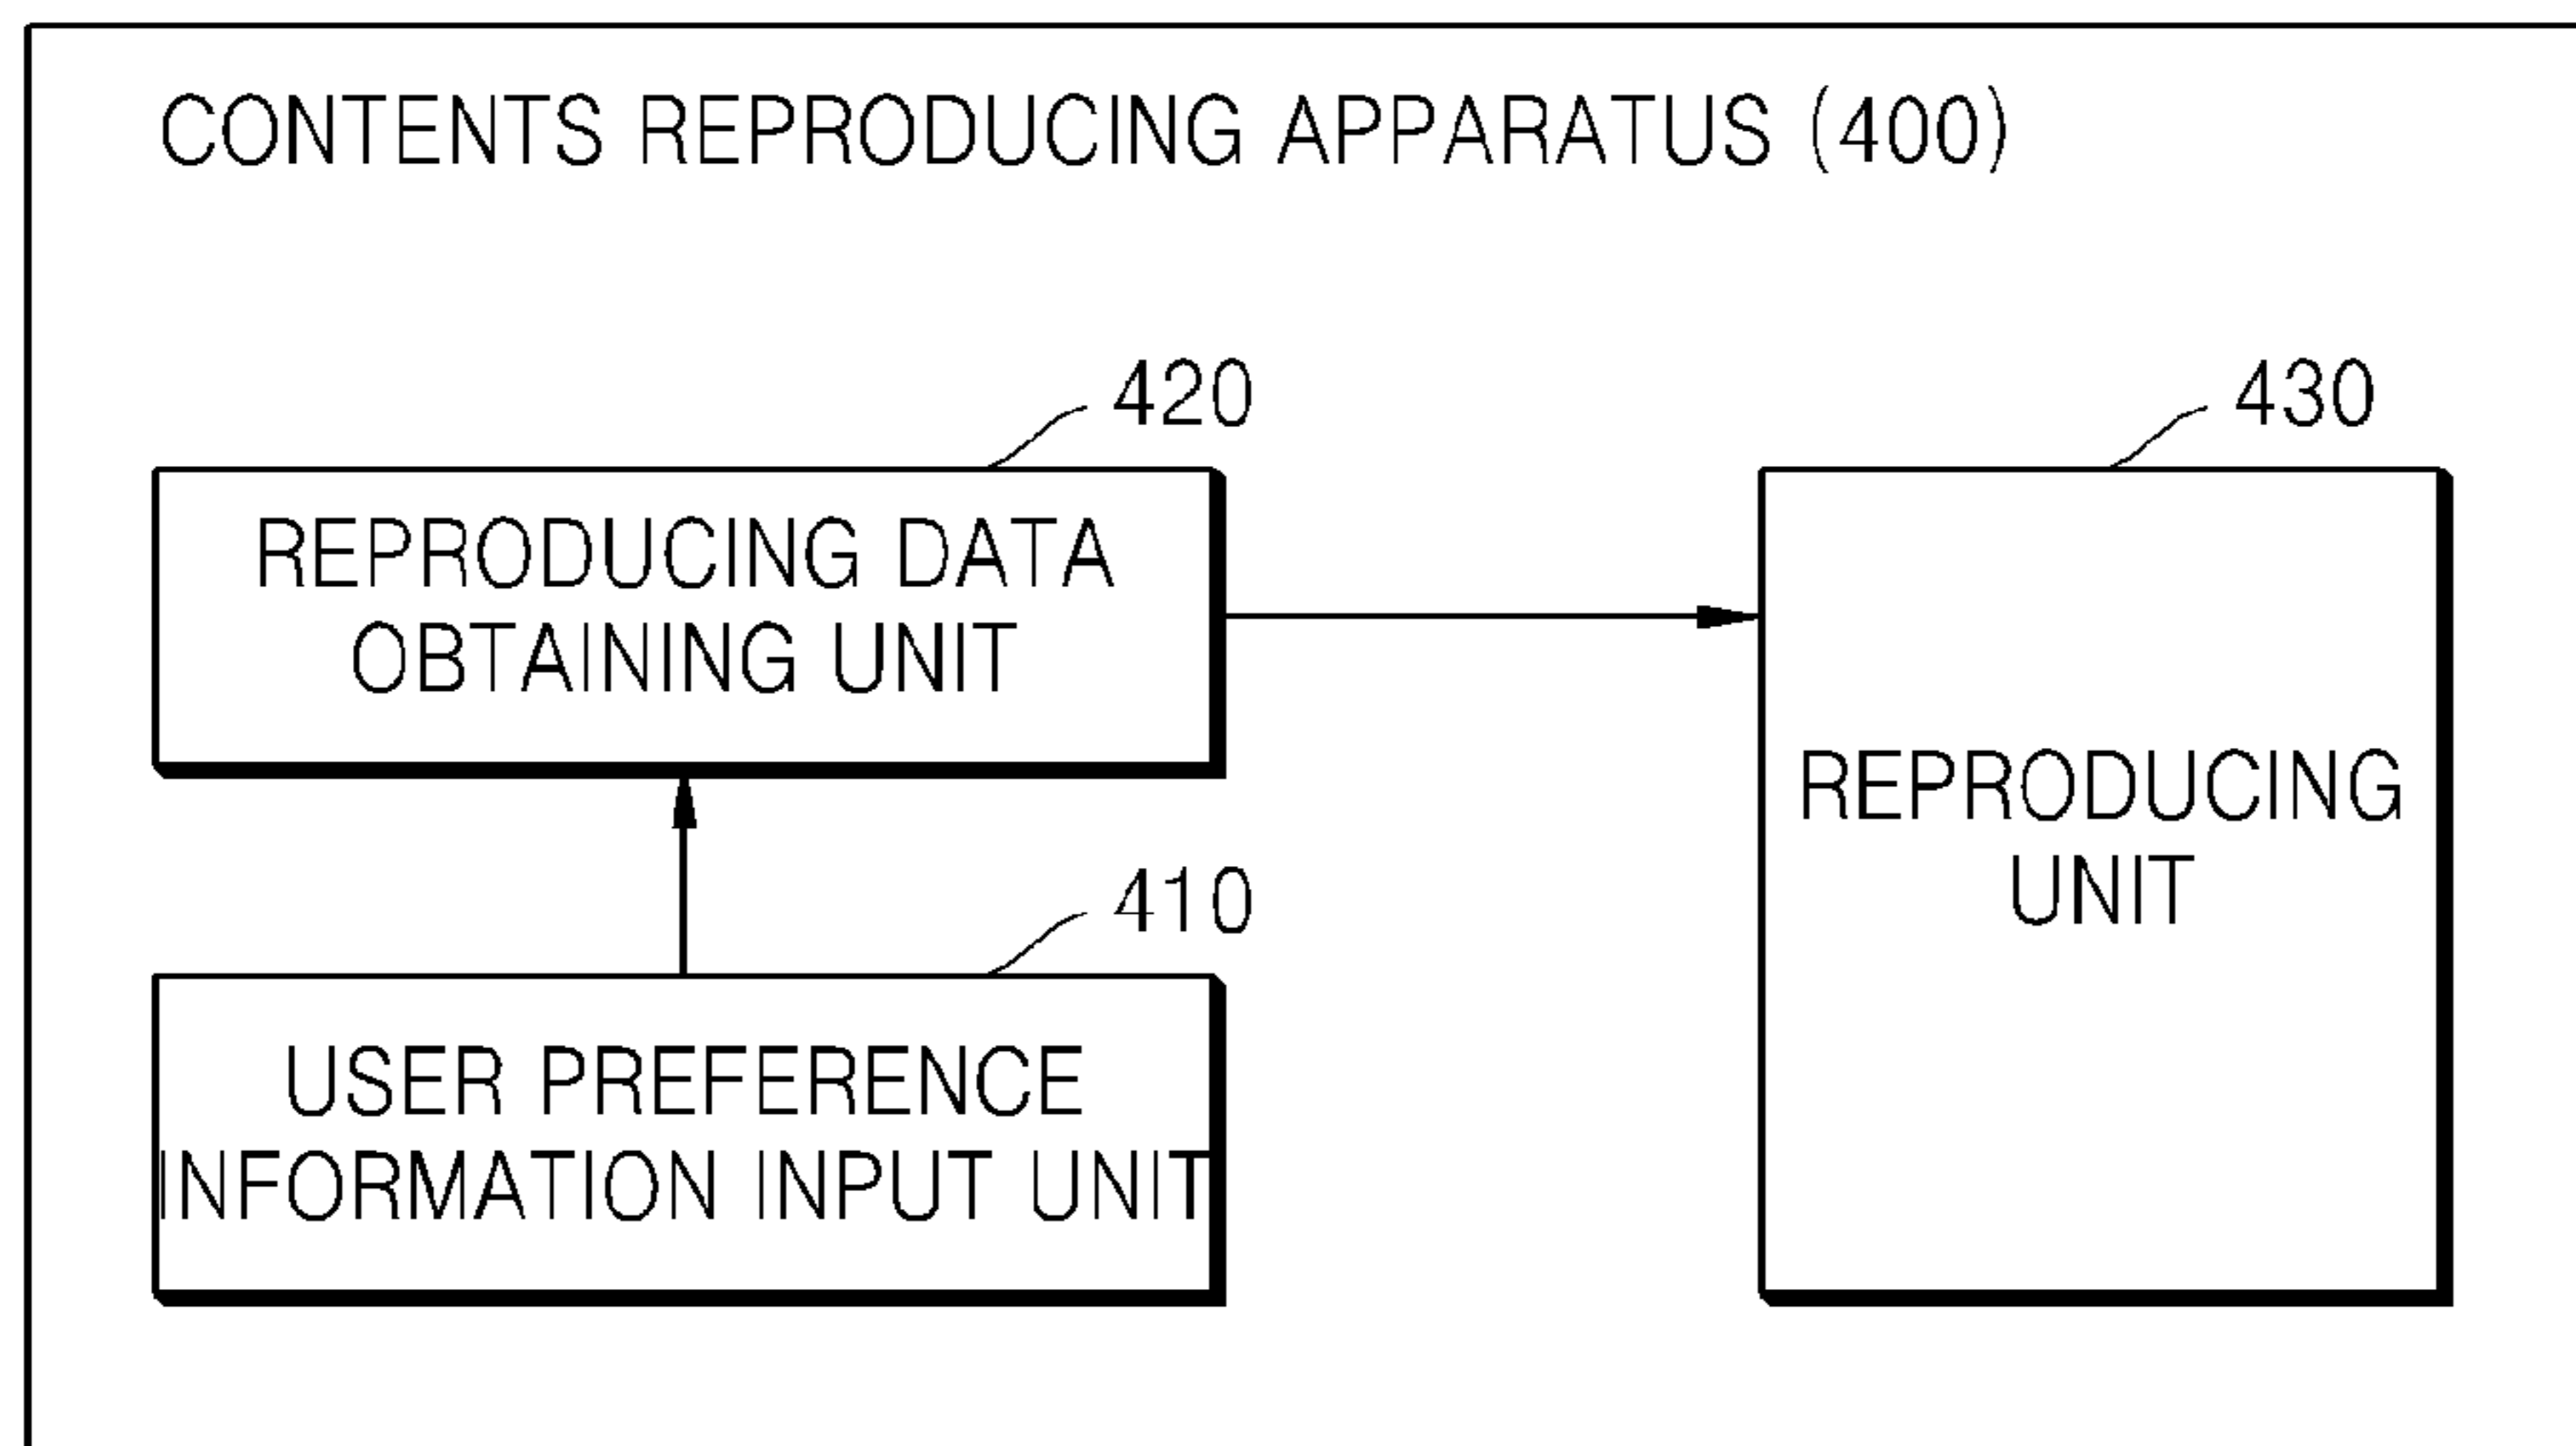 CONTENTS REPRODUCING APPARATUS (400)
420
430
REPRODUCING DATA
OBTAINING UNIT
REPRODUCING
UNIT
410
USER PREFERENCE
INFORMATION INPUT UNIT